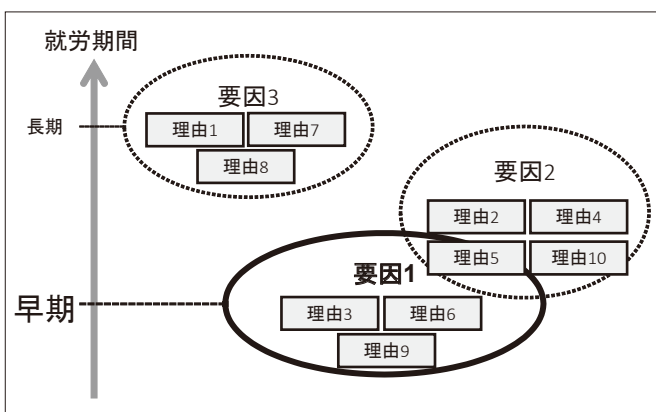 就労期間
要因3
長期
理由1
理由7
理由8
要因2
理由2
理由4
理由5
理由10
要因1
早期
理由3
理由6
理由9